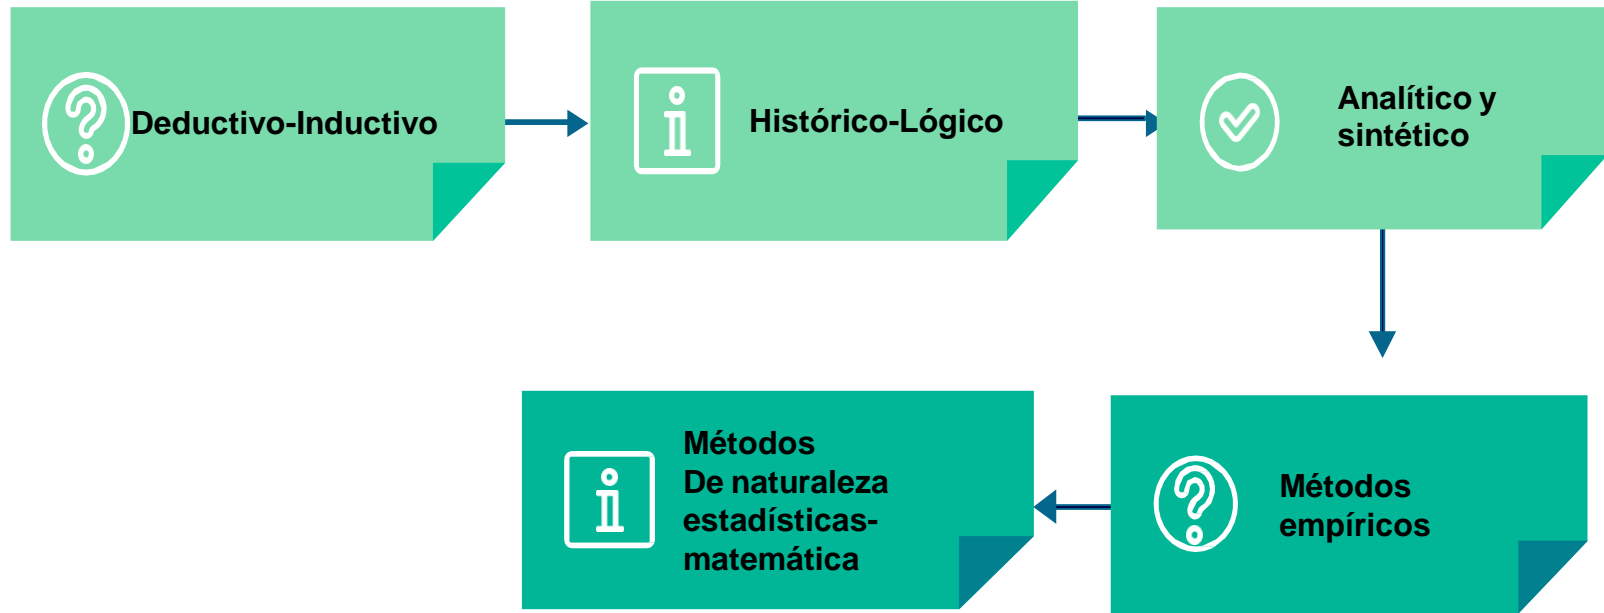 Deductivo-Inductivo
Histórico-Lógico
Analítico y
sintético
Métodos
De naturaleza
estadísticas-
matemática
Métodos
empíricos